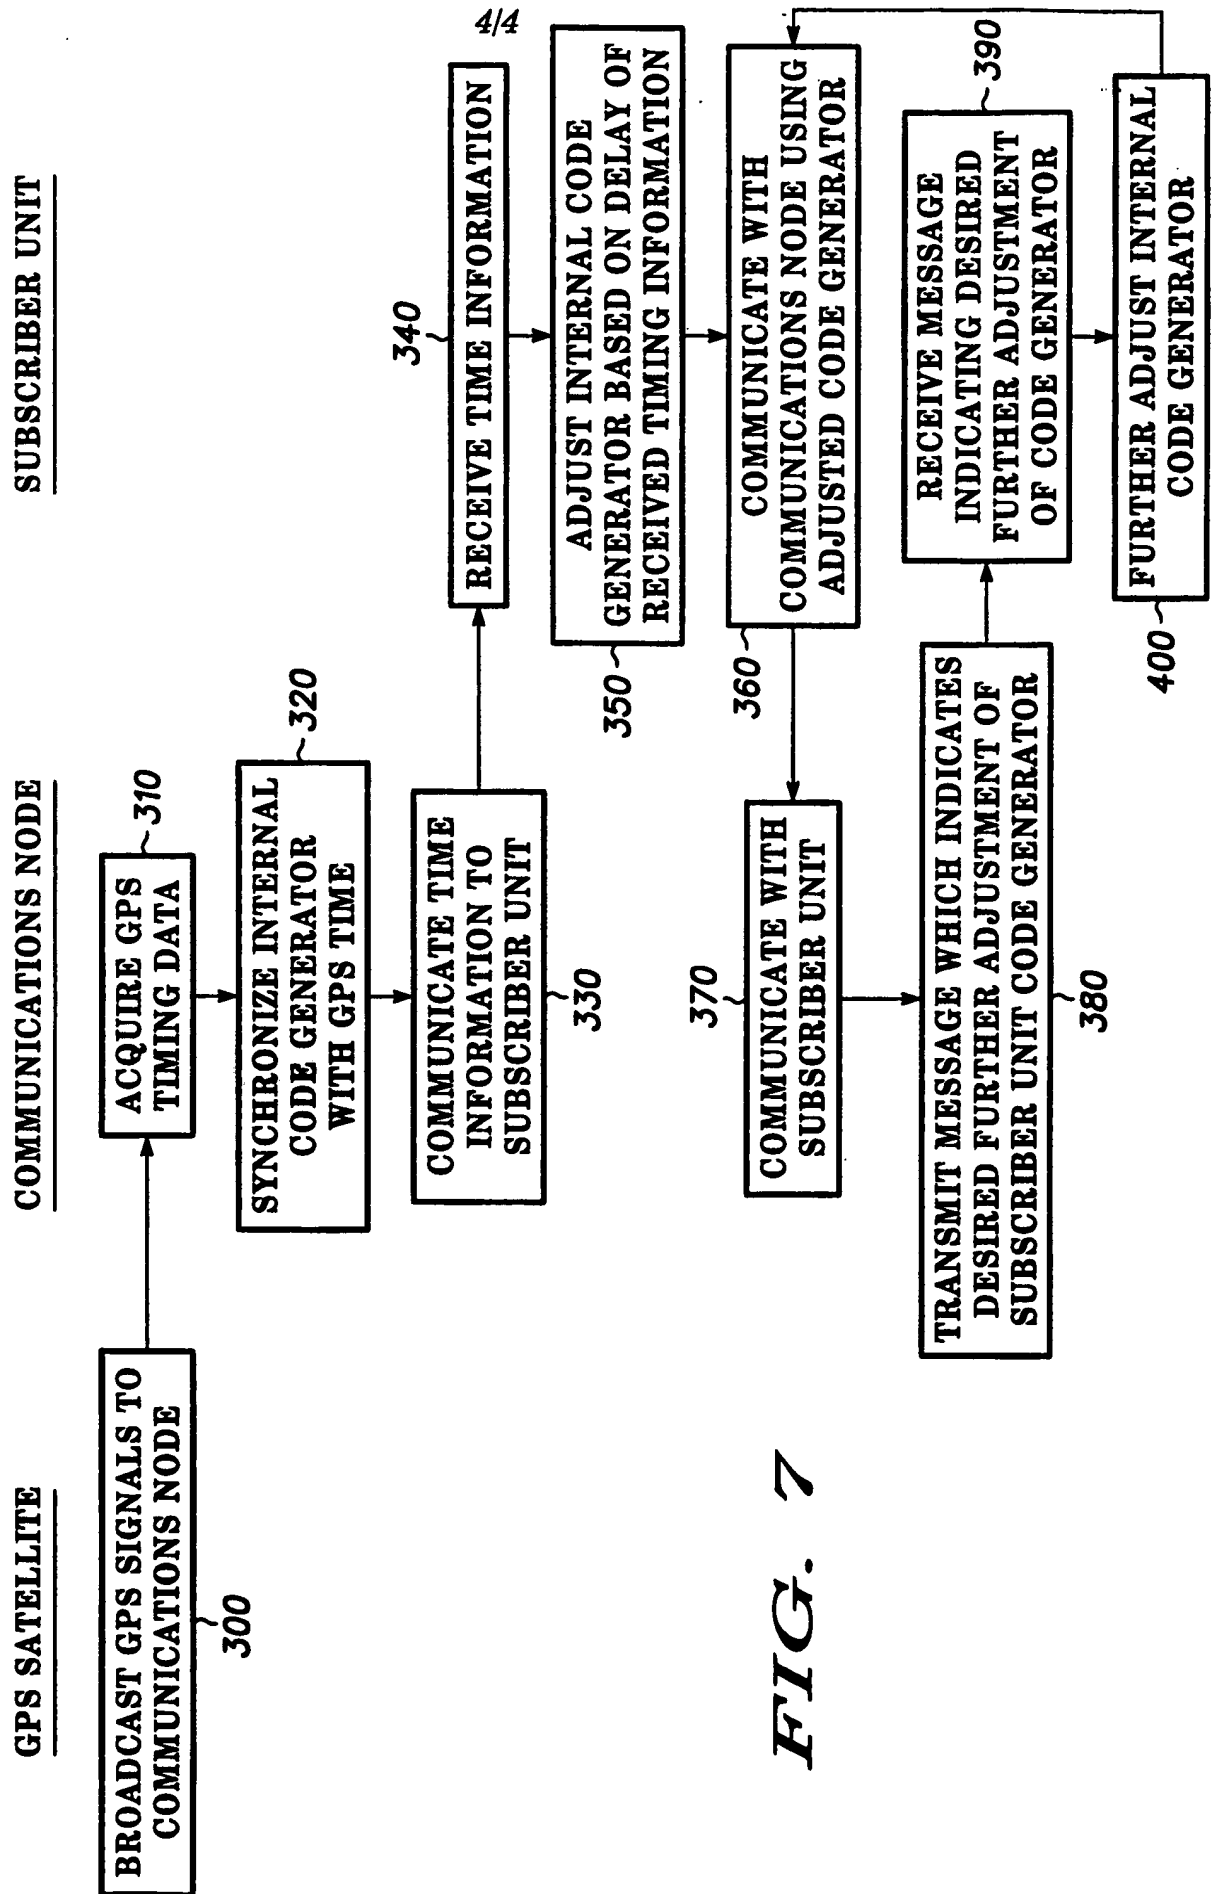 4/4
GPS SATELLITE
COMMUNICATIONS NODE
SUBSCRIBER UNIT
BROADCAST GPS SIGNALS TO
COMMUNICATIONS NODE
300
ACQUIRE GPS
TIMING DATA
310
SYNCHRONIZE INTERNAL
CODE GENERATOR
WITH GPS TIME
320
COMMUNICATE TIME
INFORMATION TO
SUBSCRIBER UNIT
330
340
RECEIVE TIME INFORMATION
ADJUST INTERNAL CODE
GENERATOR BASED ON DELAY OF
RECEIVED TIMING INFORMATION
350
COMMUNICATE WITH
COMMUNICATIONS NODE USING
ADJUSTED CODE GENERATOR
360
370
COMMUNICATE WITH
SUBSCRIBER UNIT
TRANSMIT MESSAGE WHICH INDICATES
DESIRED FURTHER ADJUSTMENT OF
SUBSCRIBER UNIT CODE GENERATOR
380
RECEIVE MESSAGE
INDICATING DESIRED
FURTHER ADJUSTMENT
OF CODE GENERATOR
390
FURTHER ADJUST INTERNAL
CODE GENERATOR
400
FIG. 7